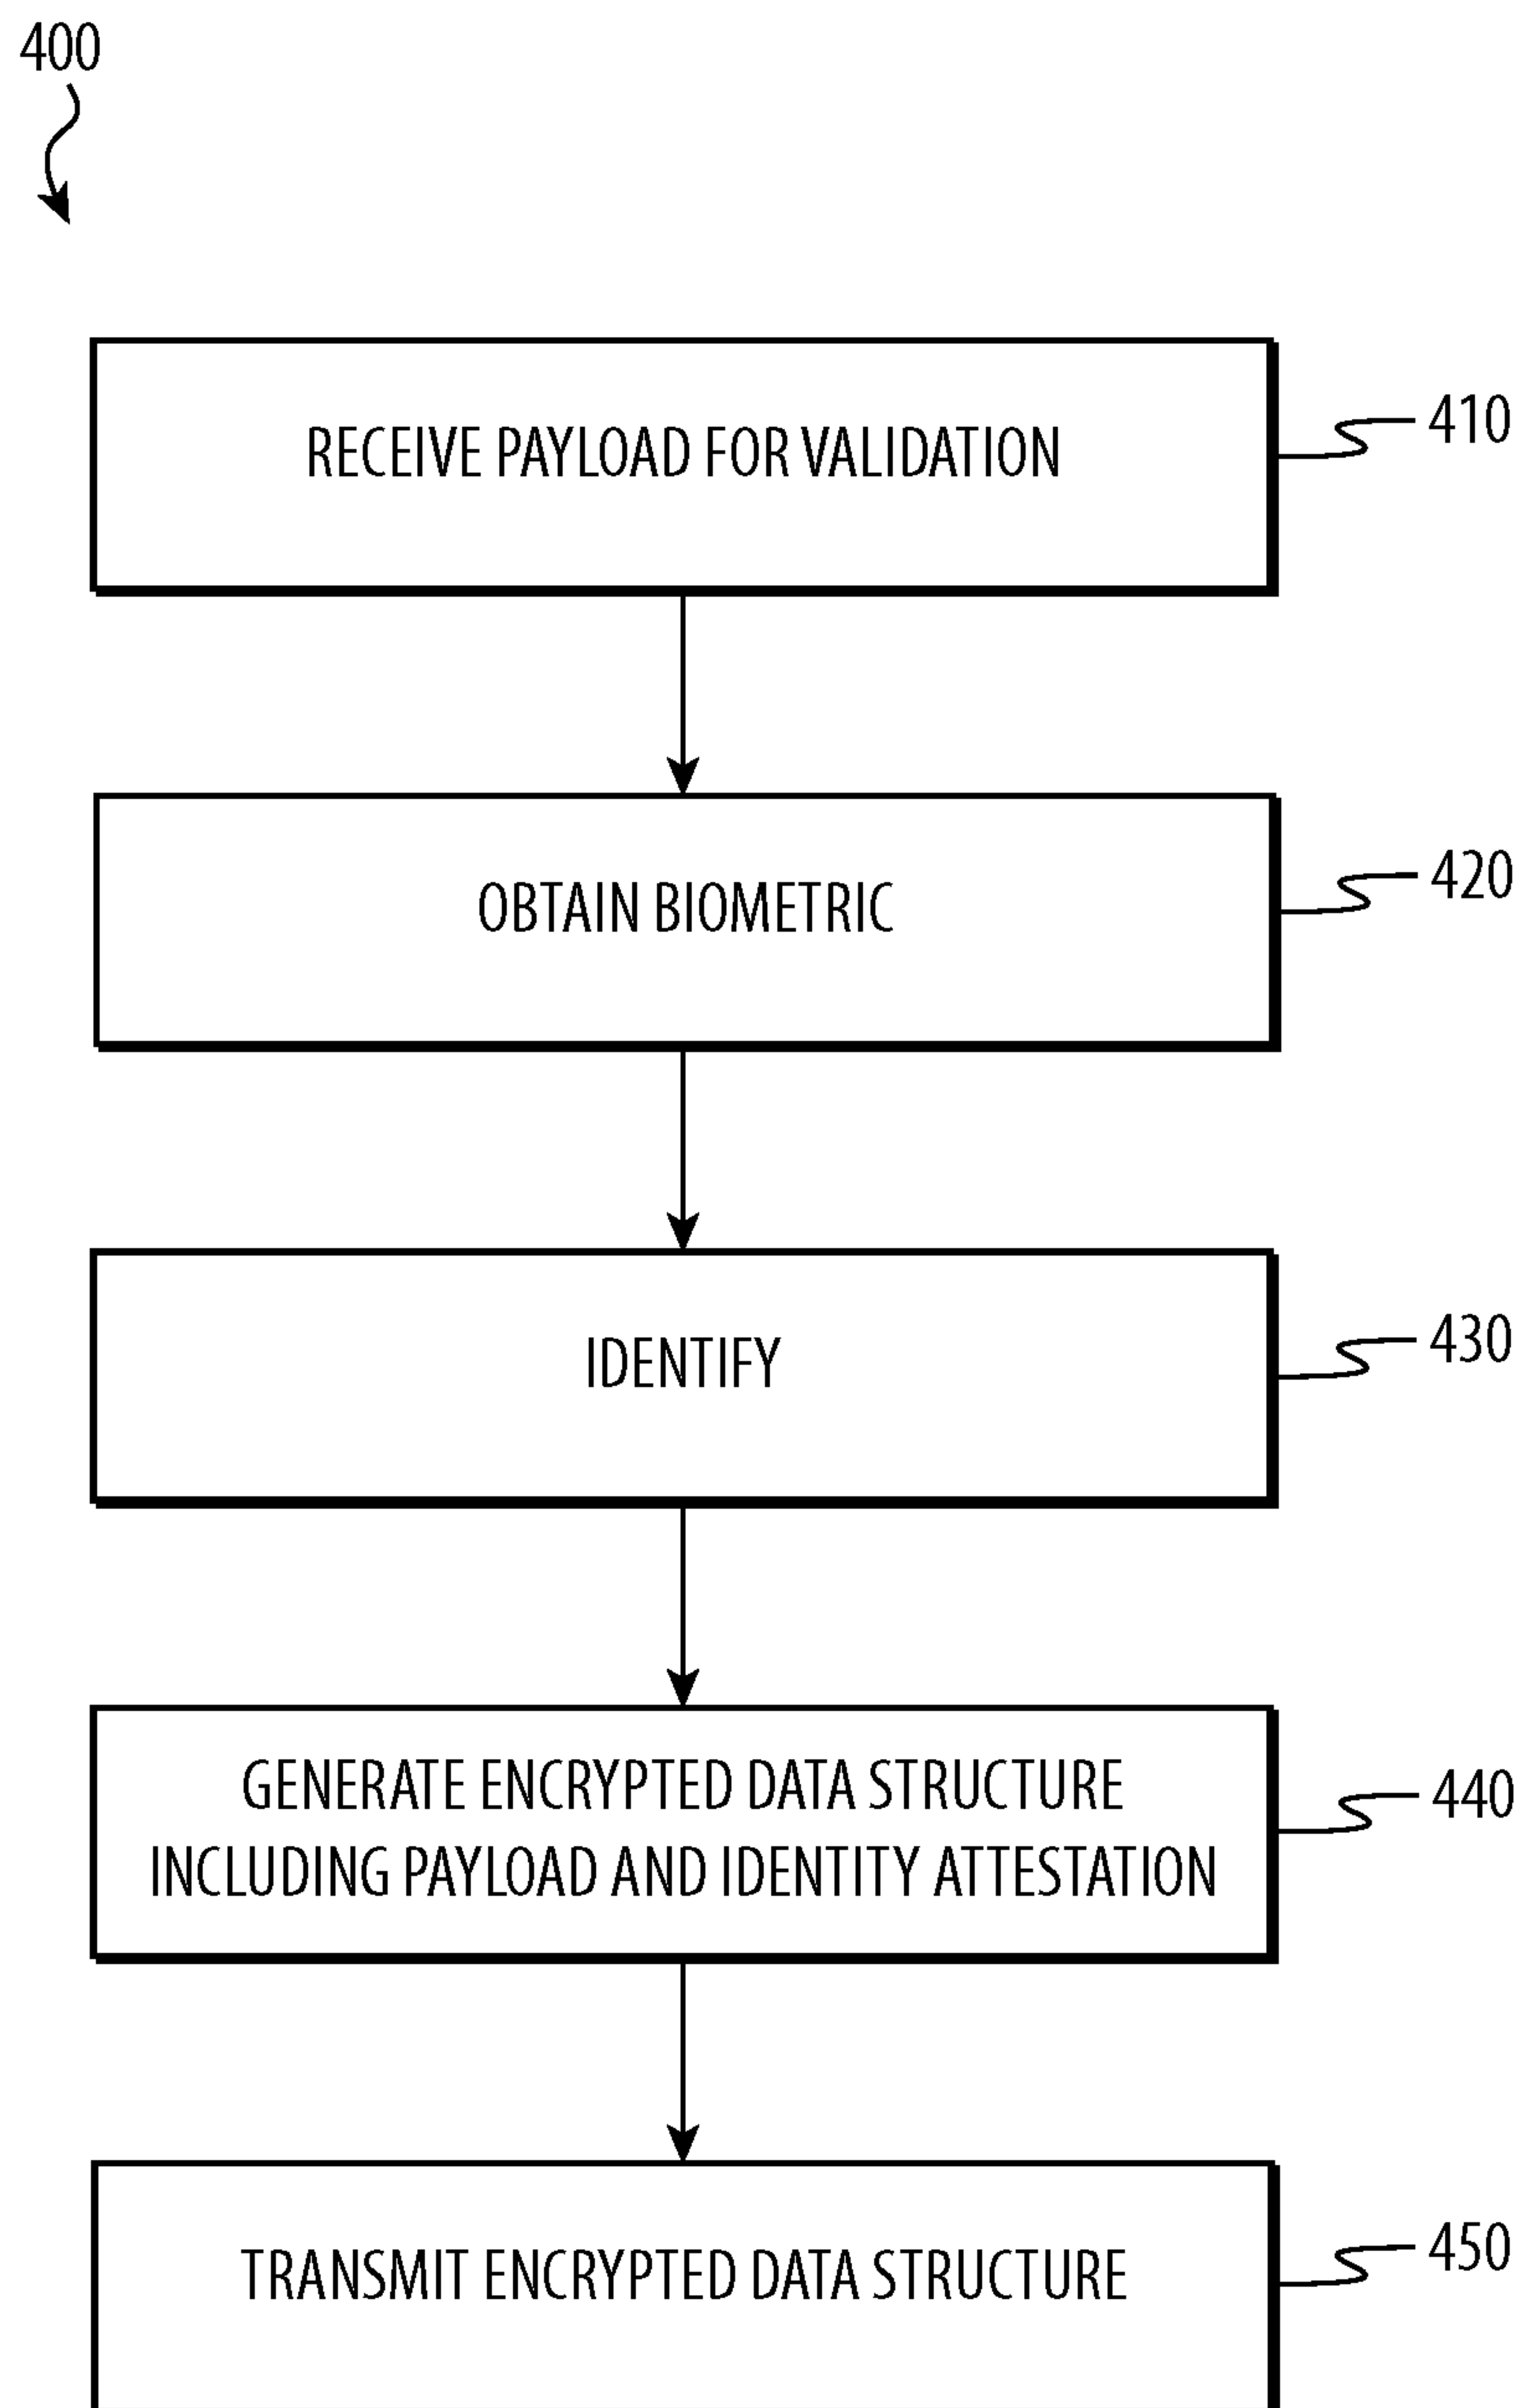 400
RECEIVE PAYLOAD FOR VALIDATION
410
OBTAIN BIOMETRIC
420
IDENTIFY
430
GENERATE ENCRYPTED DATA STRUCTURE
INCLUDING PAYLOAD AND IDENTITY ATTESTATION
440
TRANSMIT ENCRYPTED DATA STRUCTURE
450